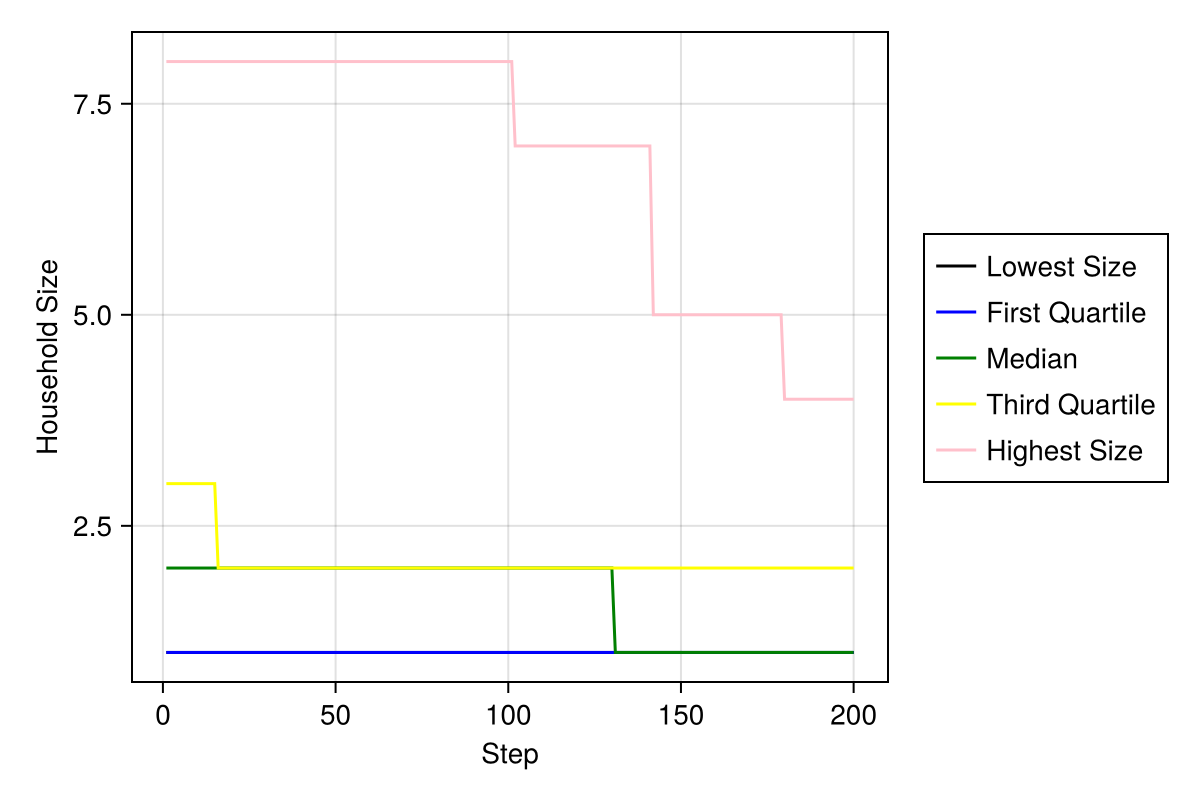 7.5
5.0
2.5
Household Size
0 50 100 150 200
Step
Lowest Size
First Quartile
Median
Third Quartile
Highest Size